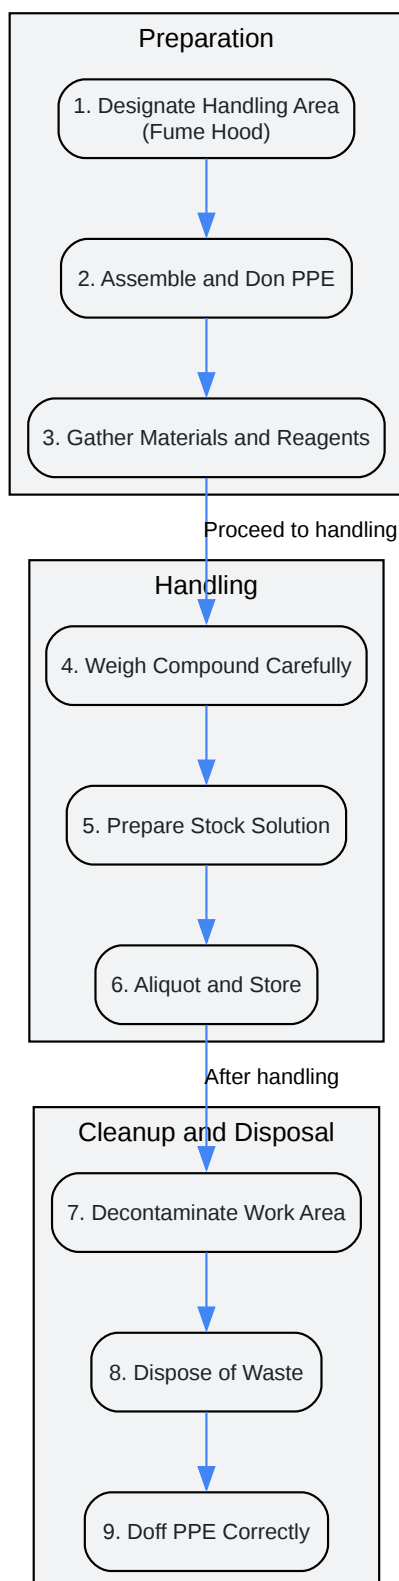 Preparation
1. Designate Handling Area
(Fume Hood)
2. Assemble and Don PPE
3. Gather Materials and Reagents
Proceed to handling
Handling
4. Weigh Compound Carefully
5. Prepare Stock Solution
6. Aliquot and Store
After handling
Cleanup and Disposal
7. Decontaminate Work Area
8. Dispose of Waste
9. Doff PPE Correctly